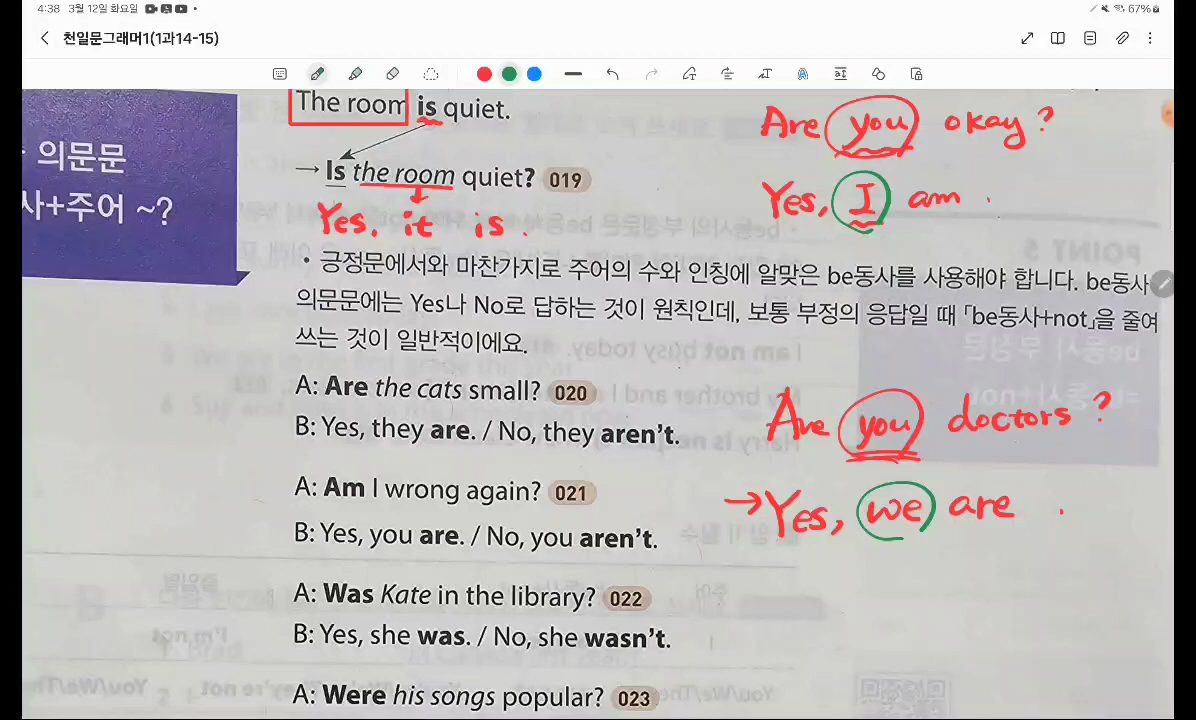 4:38 3월 12일 화요일
67%
천일문그래머1(1과14-15)
The room is quiet.
의문문
사+주어 ~?
→ Is the room quiet? 019
Yes, it is.
Are you okay?
Yes, I am.
• 긍정문에서와 마찬가지로 주어의 수와 인칭에 알맞은 be동사를 사용해야 합니다. be동사
의문문에는 Yes나 No로 답하는 것이 원칙인데, 보통 부정의 응답일 때 「be동사+not」을 줄여
쓰는 것이 일반적이에요.
A: Are the cats small? 020
B: Yes, they are. / No, they aren't.
A: Am I wrong again? 021
B: Yes, you are. / No, you aren't.
A: Was Kate in the library? 022
B: Yes, she was. / No, she wasn't.
A: Were his songs popular? 023
Are you doctors?
→ Yes, we are.